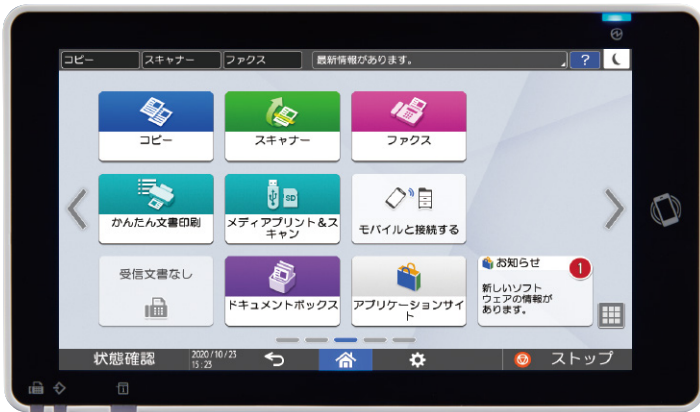 コピー
スキャナー
ファクス
最新情報があります。
?
コピー
スキャナー
ファクス
かんたん文書印刷
SD
メディアプリント＆ス
キャン
モバイルと接続する
受信文書なし
ドキュメントボックス
アプリケーションサイ
ト
お知らせ
1
新しいソフト
ウェアの情報が
あります。
状態確認
2020/10/23
15:23
ストップ